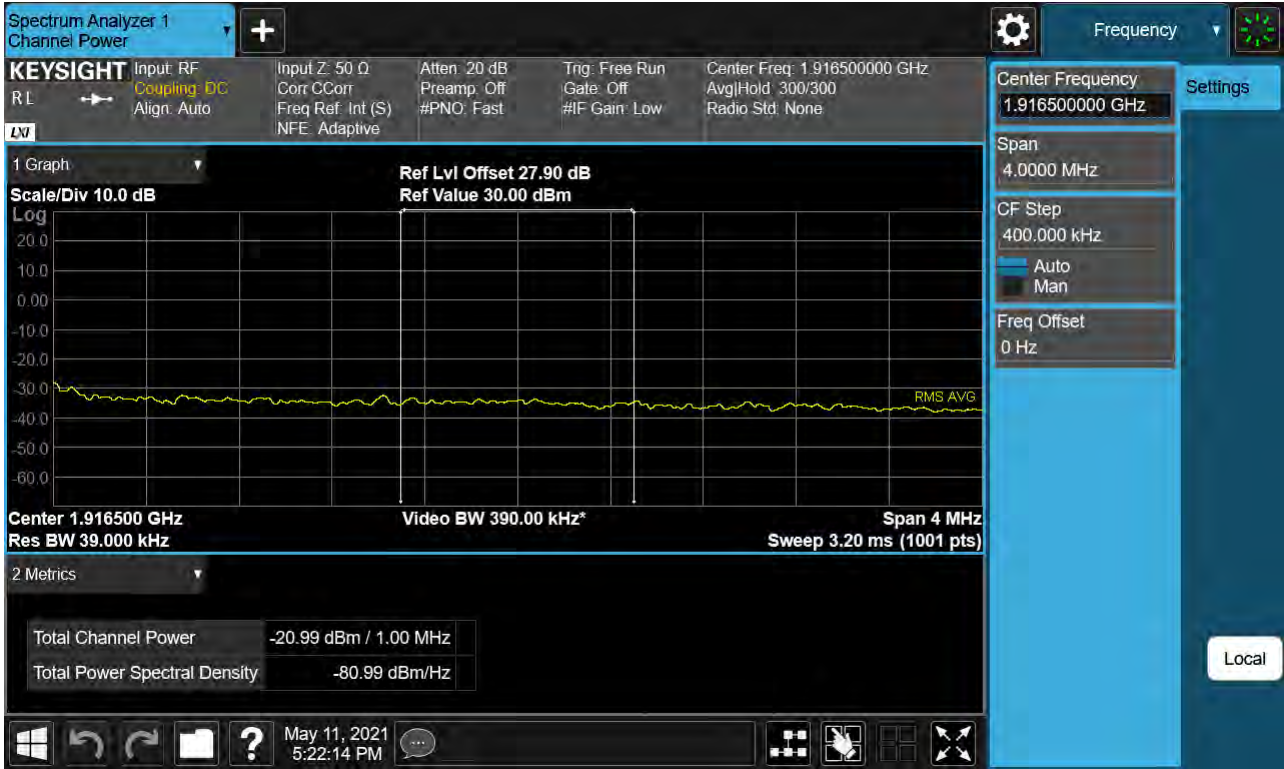 Spectrum Analyzer 1
Channel Power
Frequency
KEYSIGHT
RL
LXI
Input: RF
Coupling: DC
Align: Auto
Input Z: 50 Ω
Corr CCorr
Freq Ref: Int (S)
NFE: Adaptive
Atten: 20 dB
Preamp: Off
#PNO: Fast
Trig: Free Run
Gate: Off
#IF Gain: Low
Center Freq: 1.916500000 GHz
Avg|Hold: 300/300
Radio Std: None
Center Frequency
1.916500000 GHz
Settings
Span
4.0000 MHz
CF Step
400.000 kHz
Auto
Man
Freq Offset
0 Hz
Local
1 Graph
Scale/Div 10.0 dB
Ref Lvl Offset 27.90 dB
Ref Value 30.00 dBm
Log
20.0
10.0
0.00
-10.0
-20.0
-30.0
-40.0
-50.0
-60.0
RMS AVG
Center 1.916500 GHz
Video BW 390.00 kHz*
Span 4 MHz
Res BW 39.000 kHz
Sweep 3.20 ms (1001 pts)
2 Metrics
Total Channel Power -20.99 dBm / 1.00 MHz
Total Power Spectral Density -80.99 dBm/Hz
?
May 11, 2021
5:22:14 PM